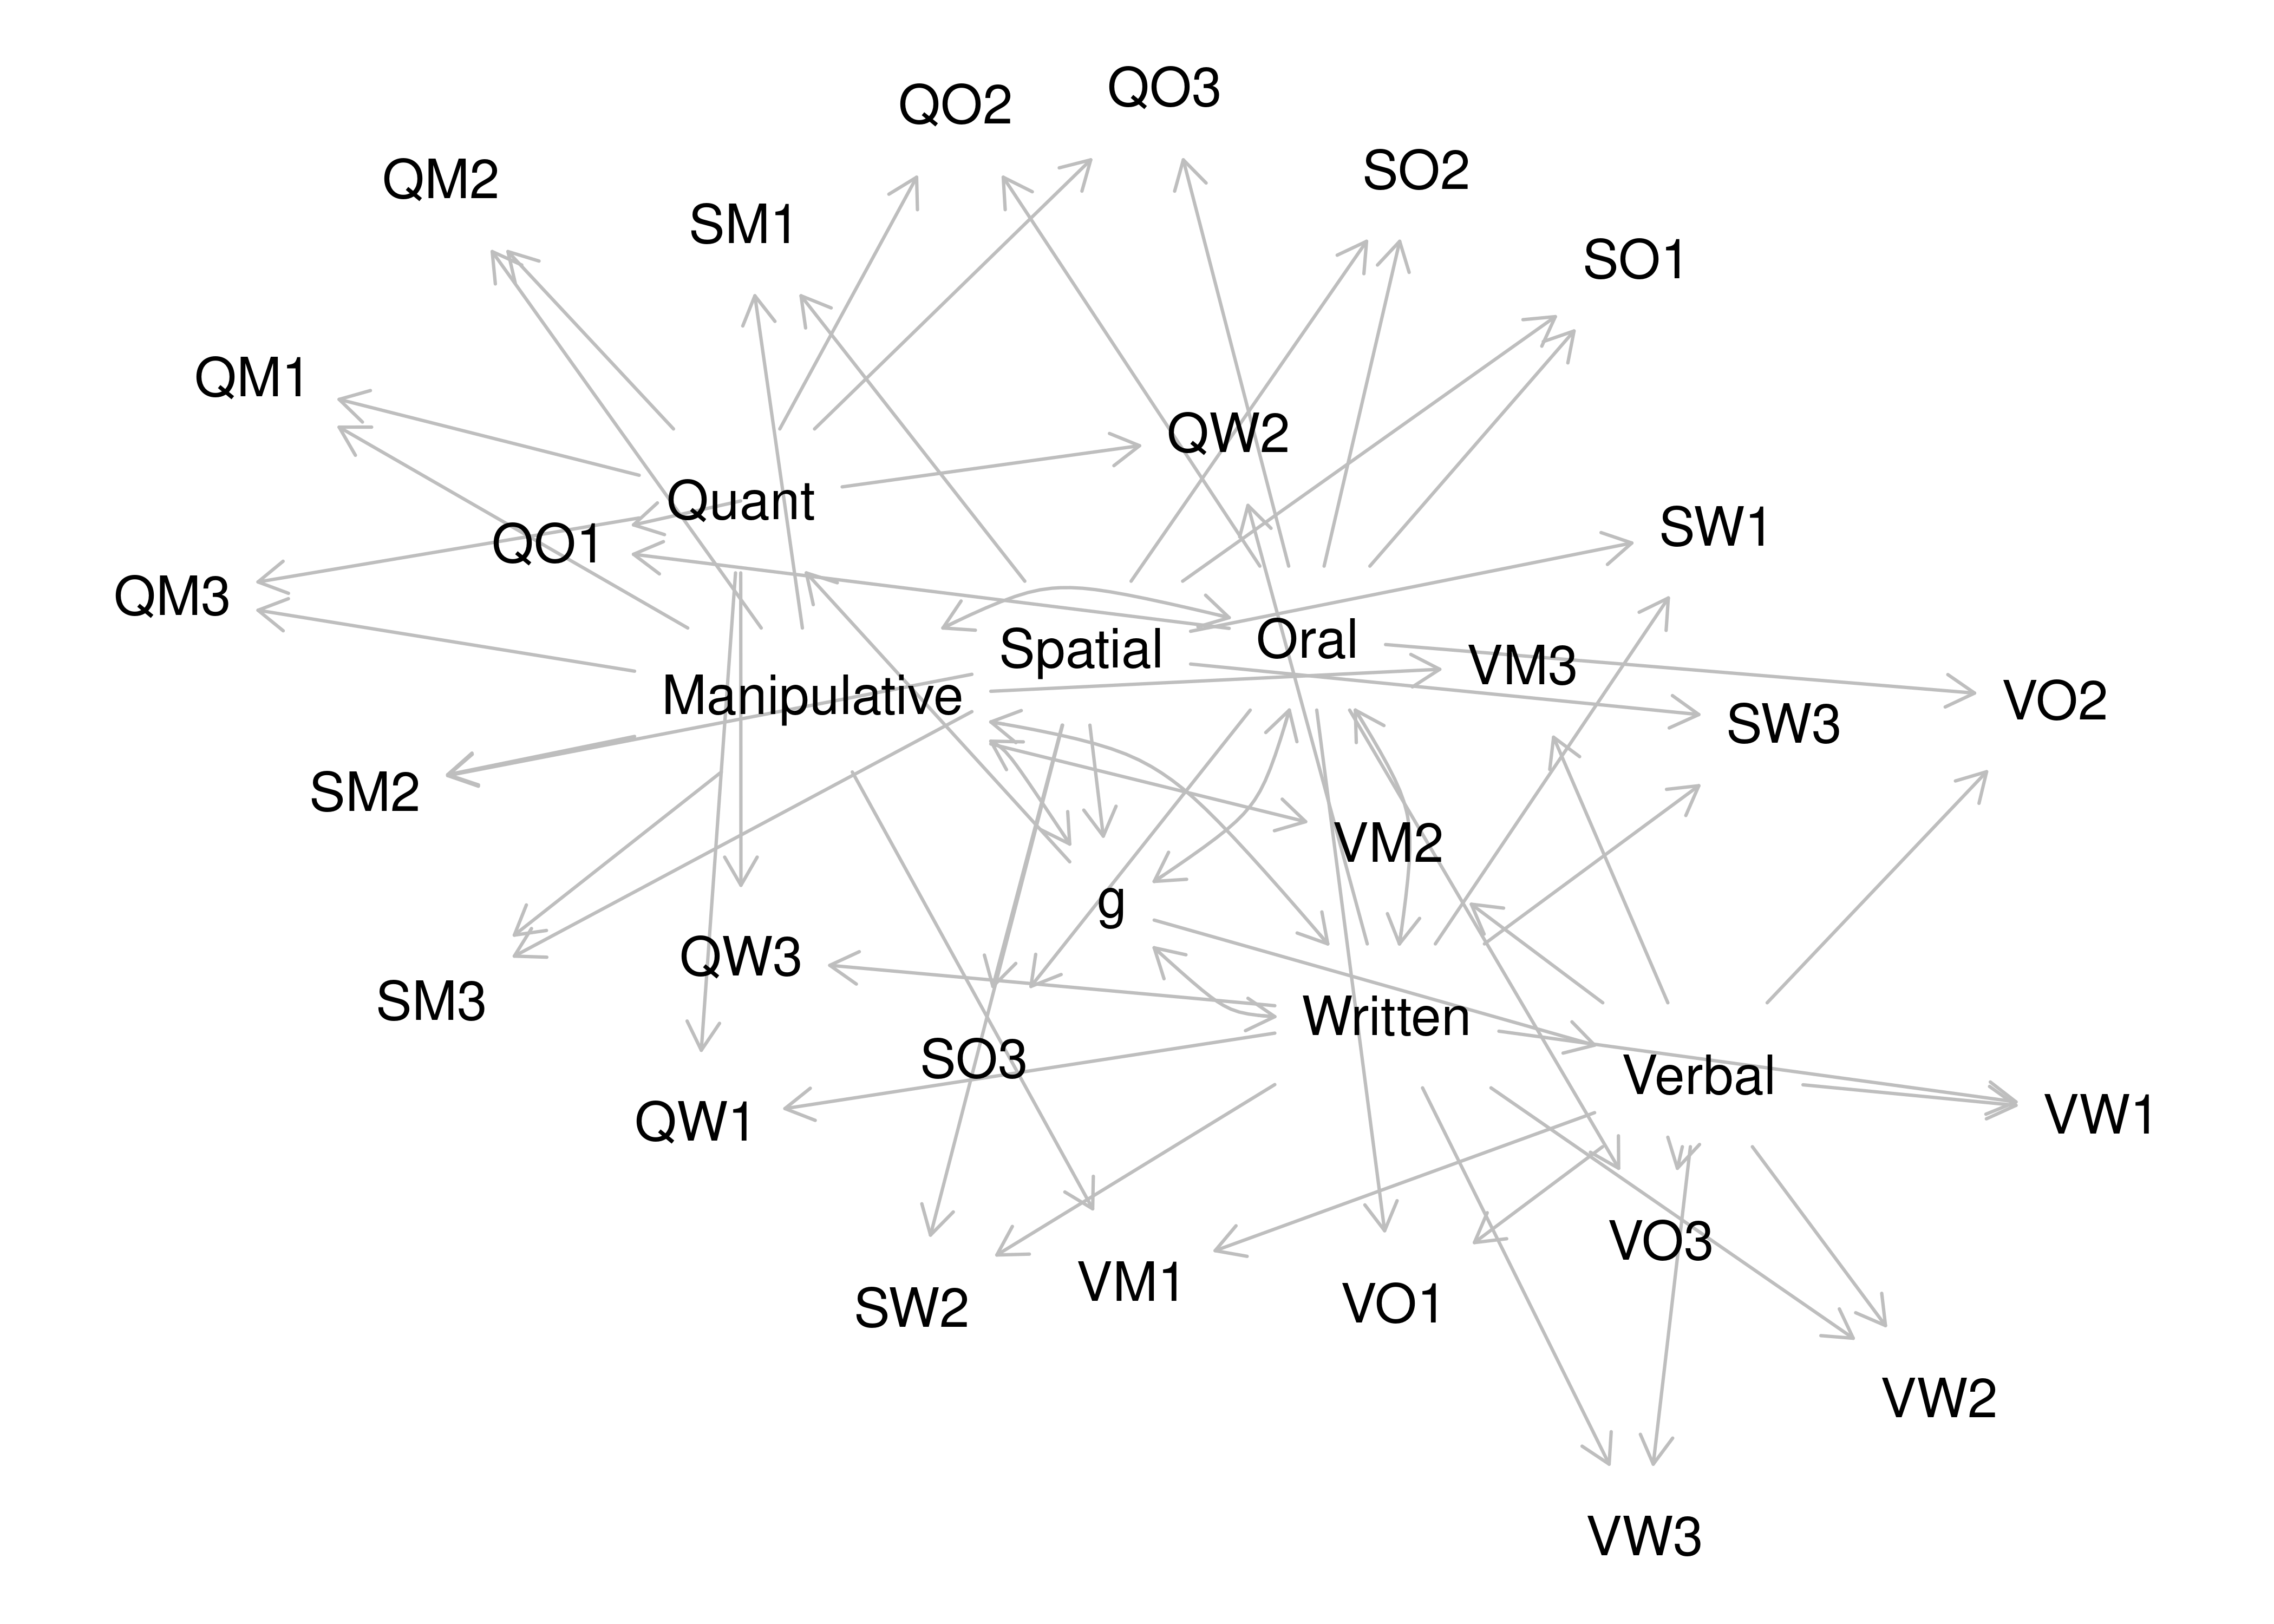 QO3
QO2
SO2
QM2
SM1
SO1
QM1
QW2
Quant
SW1
QO1
QM3
Oral
Spatial
VM3
Manipulative
VO2
SW3
SM2
VM2
g
QW3
SM3
Written
SO3
Verbal
VW1
QW1
VO3
VM1
VO1
SW2
VW2
VW3